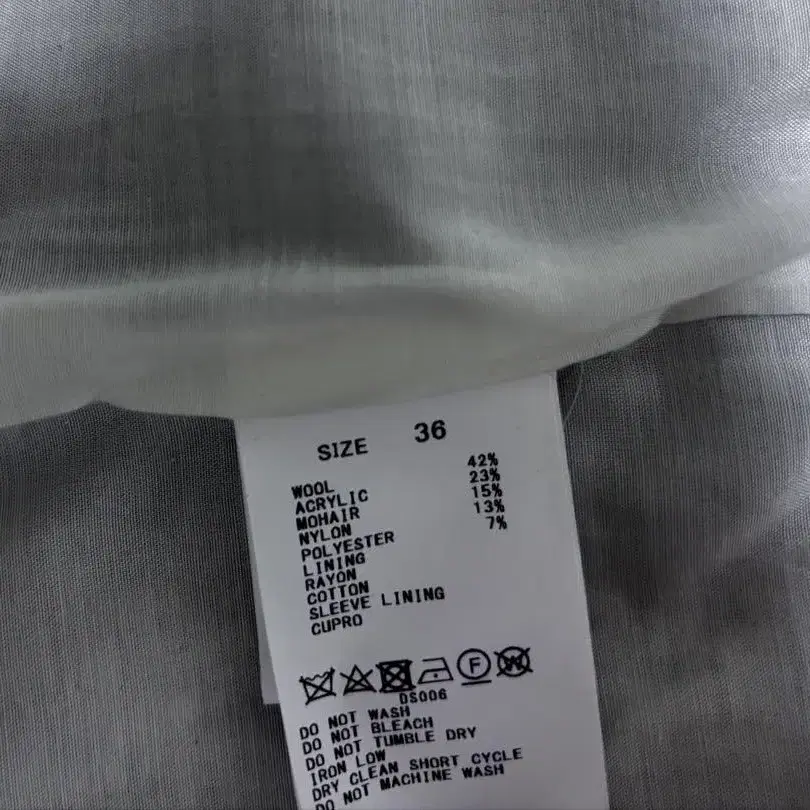 SIZE 36
WOOL 42%
ACRYLIC 23%
MOHAIR 15%
NYLON 13%
POLYESTER 7%
LINING
RAYON
COTTON
SLEEVE LINING
CUPRO
F W
DS006
DO NOT WASH
DO NOT BLEACH
DO NOT TUMBLE DRY
IRON LOW
DRY CLEAN SHORT CYCLE
DO NOT MACHINE WASH